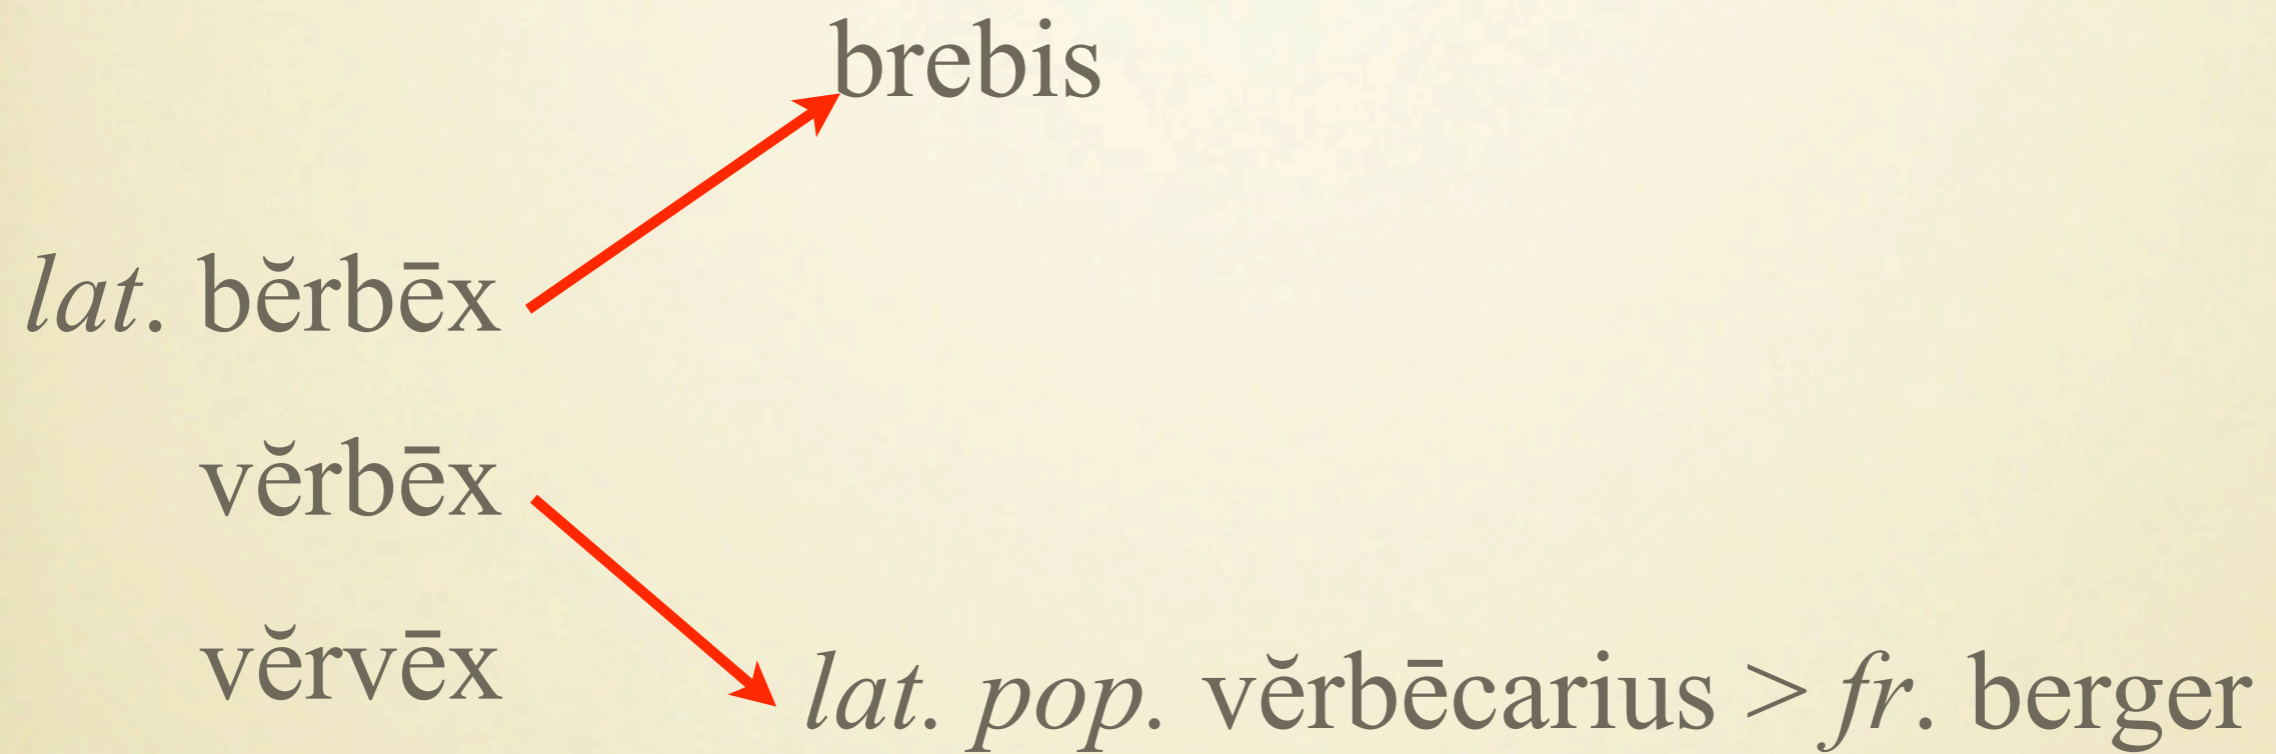 brebis
lat. bĕrbēx
vĕrbēx
vĕrvēx
lat. pop. vĕrbēcarius > fr. berger